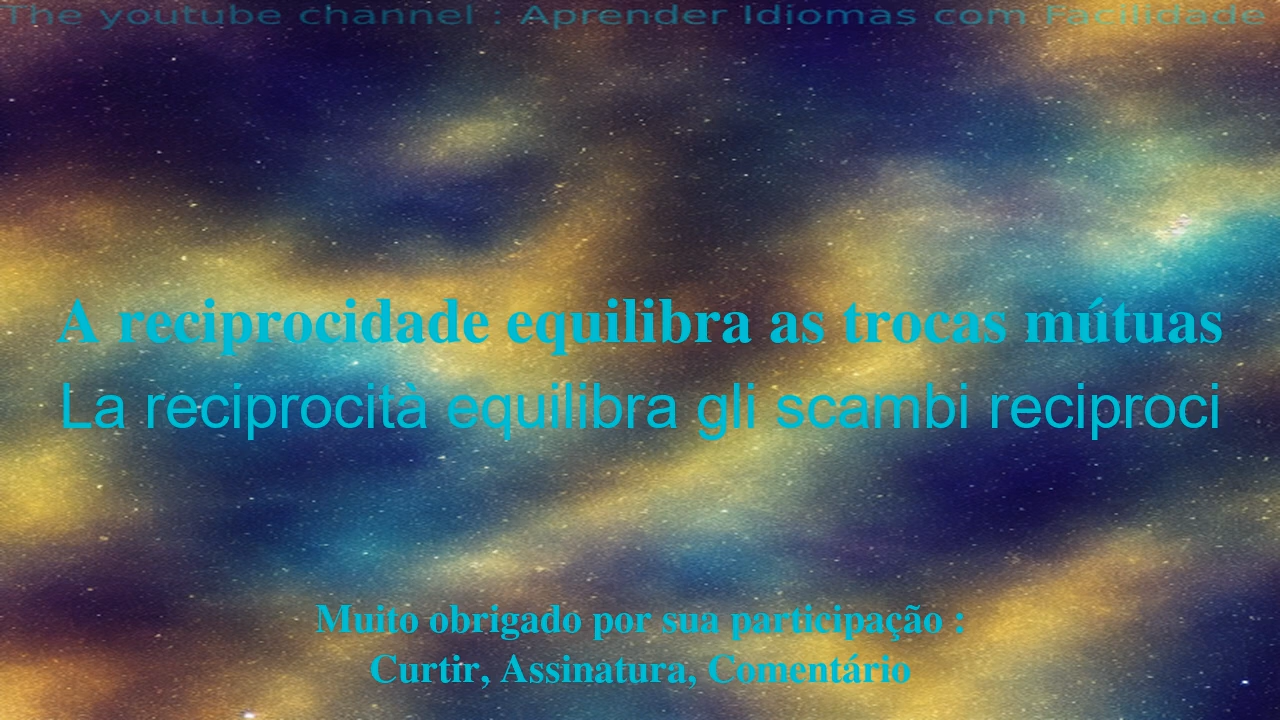 The youtube channel : Aprender Idiomas com Facilidade
A reciprocidade equilibra as trocas mútuas
La reciprocità equilibra gli scambi reciproci
Muito obrigado por sua participação :
Curtir, Assinatura, Comentário